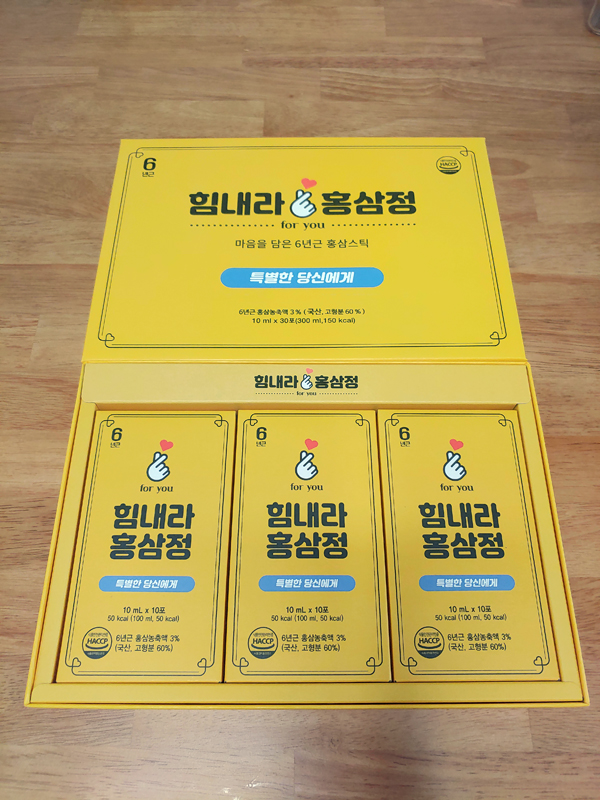 6
년근
HACCP
힘내라 홍삼정
for you
마음을 담은 6년근 홍삼스틱
특별한 당신에게
6년근 홍삼농축액 3% (국산, 고형분 60%)
10 ml x 30포(300 ml,150 kcal)
힘내라 홍삼정
for you
6
년근
for you
힘내라
홍삼정
특별한 당신에게
10 mL x 10포
50 kcal (100 ml, 50 kcal)
HACCP
6년근 홍삼농축액 3%
(국산, 고형분 60%)
6
년근
for you
힘내라
홍삼정
특별한 당신에게
10 mL x 10포
50 kcal (100 ml, 50 kcal)
HACCP
6년근 홍삼농축액 3%
(국산, 고형분 60%)
6
년근
for you
힘내라
홍삼정
특별한 당신에게
10 mL x 10포
50 kcal (100 ml, 50 kcal)
HACCP
6년근 홍삼농축액 3%
(국산, 고형분 60%)